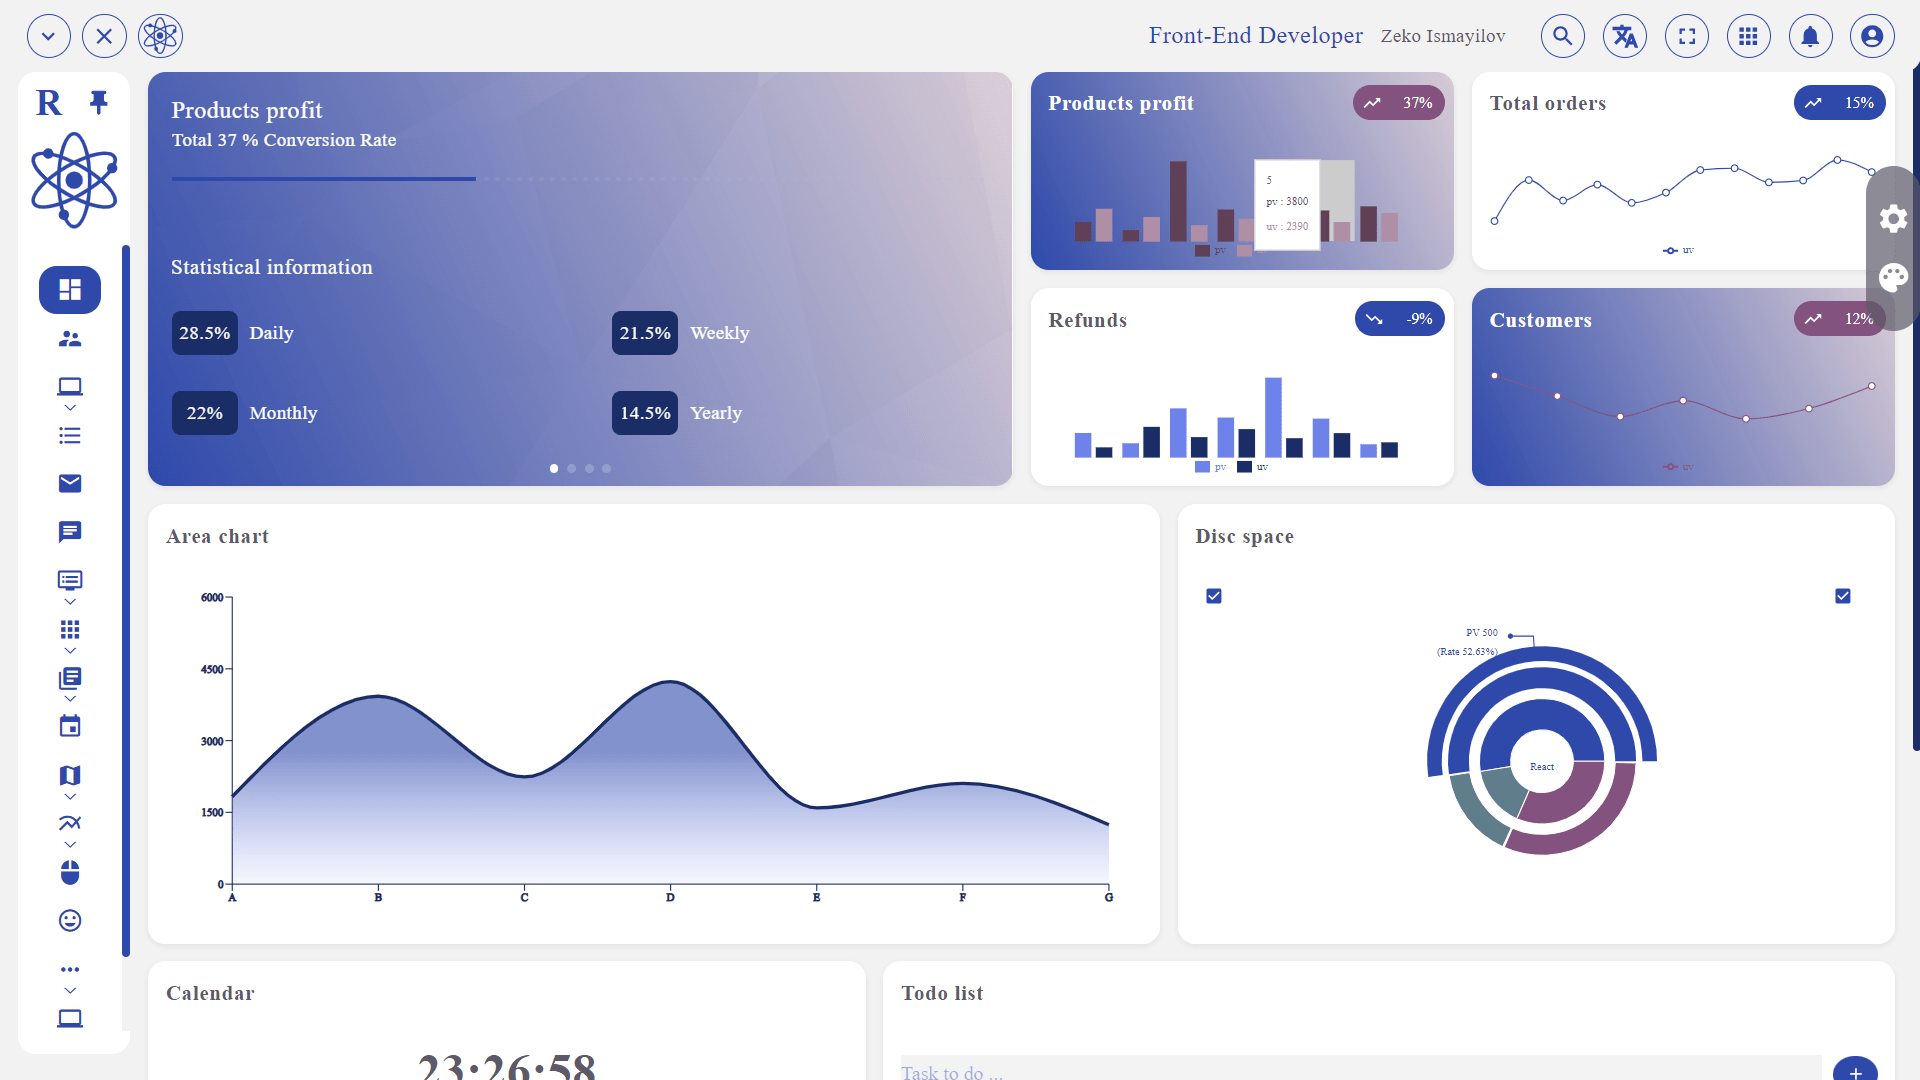 Front-End Developer Zeko Ismayilov
R
Products profit
Total 37 % Conversion Rate
Statistical information
28.5% Daily
21.5% Weekly
22% Monthly
14.5% Yearly
Products profit
37%
5
pv : 3800
uv : 2390
pv
Total orders
15%
uv
Refunds
-9%
pv uv
Customers
12%
uv
Area chart
6000
4500
3000
1500
0
A B C D E F G
Disc space
PV 500
(Rate 52.63%)
React
Calendar
23:26:58
Todo list
Task to do ...